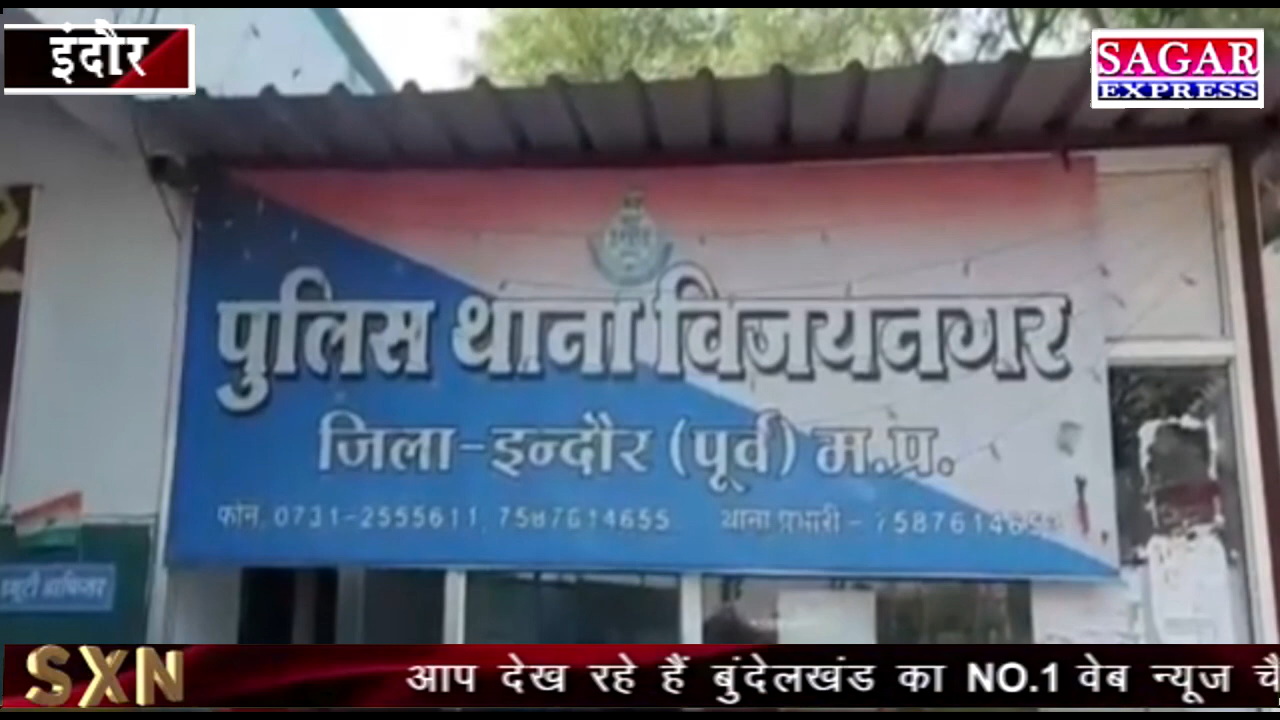 इंदौर
SAGAR
EXPRESS
पुलिस थाना विजयनगर
जिला-इन्दौर (पूर्व) म.प्र.
फोन. 0731-2555611, 7587614655 थाना प्रभारी -
SXN
आप देख रहे हैं बुंदेलखंड का NO.1 वेब न्यूज चै